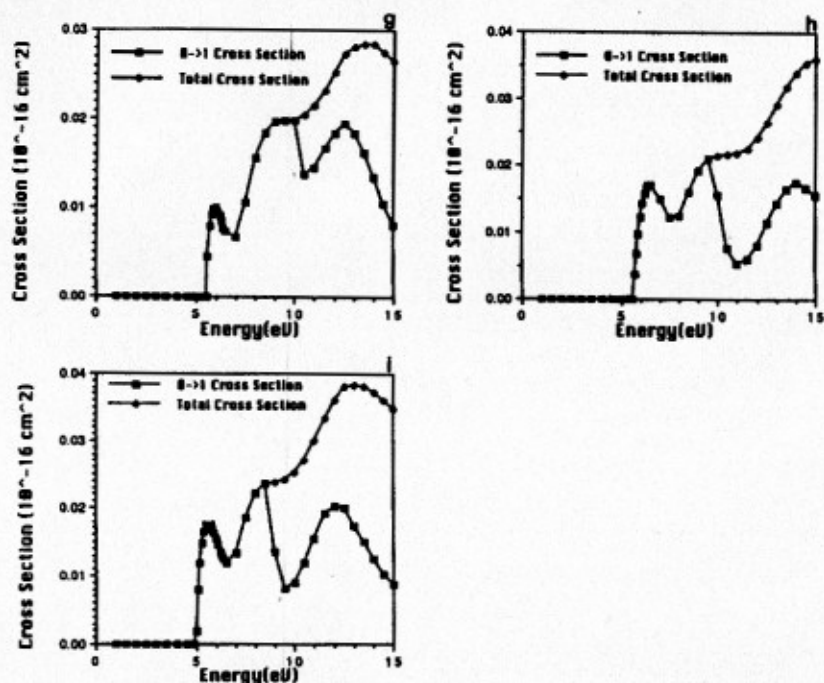 g
0.03
0.02
0.01
0.00
Cross Section (10^-16 cm^2)
0->1 Cross Section
Total Cross Section
0
5
10
15
Energy(eV)
h
0.04
0.03
0.02
0.01
0.00
Cross Section (10^-16 cm^2)
0->1 Cross Section
Total Cross Section
0
5
10
15
Energy(eV)
i
0.04
0.03
0.02
0.01
0.00
Cross Section (10^-16 cm^2)
0->1 Cross Section
Total Cross Section
0
5
10
15
Energy(eV)